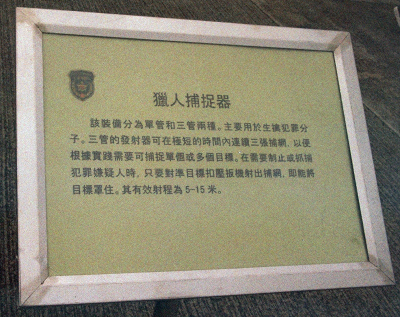 獵人捕捉器
該裝備分為單管和三管兩種。主要用於生擒犯罪分
子。三管的發射器可在極短的時間內連續三張捕網，以便
根據實踐需要可捕捉單個或多個目標。在需要制止或抓捕
犯罪嫌疑人時，只要對準目標扣壓扳機射出捕網，即能將
目標罩住。其有效射程為5-15米。